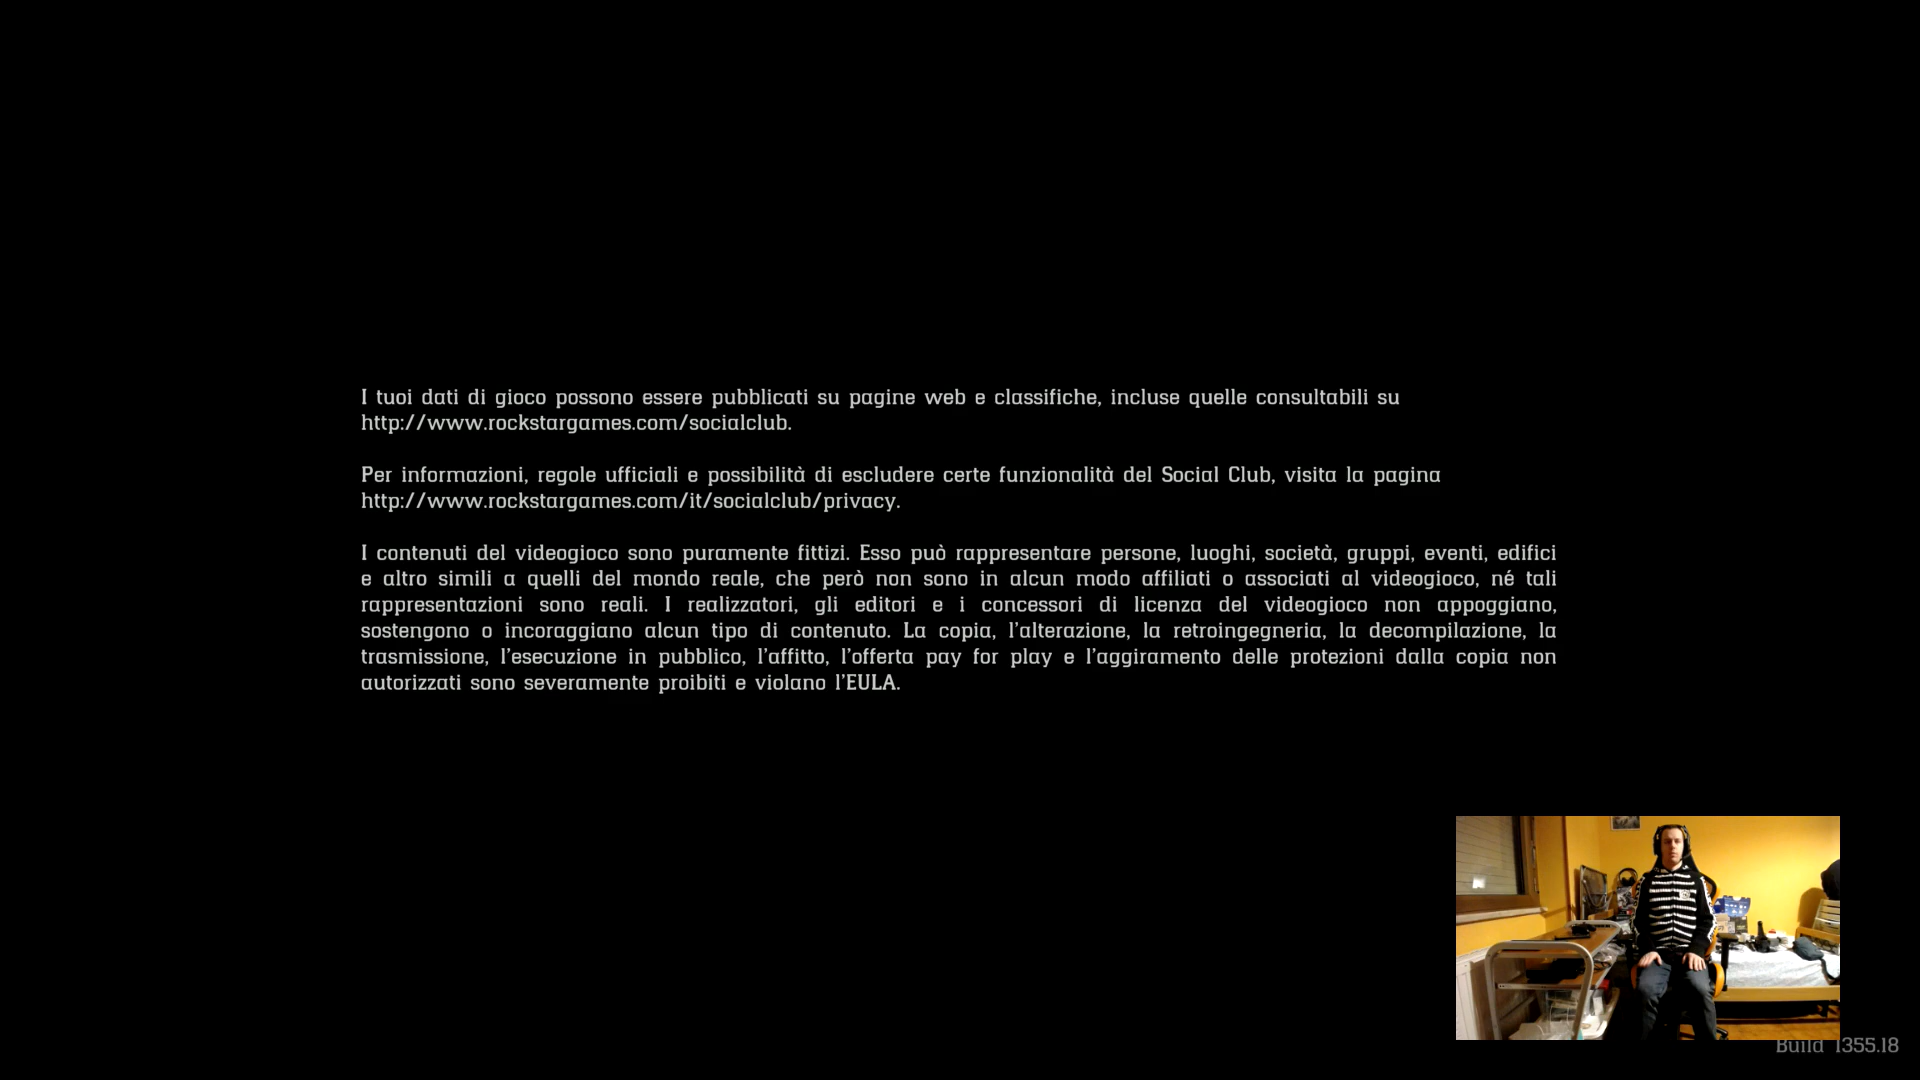 I tuoi dati di gioco possono essere pubblicati su pagine web e classifiche, incluse quelle consultabili su
http://www.rockstargames.com/socialclub.
Per informazioni, regole ufficiali e possibilità di escludere certe funzionalità del Social Club, visita la pagina
http://www.rockstargames.com/it/socialclub/privacy.
I contenuti del videogioco sono puramente fittizi. Esso può rappresentare persone, luoghi, società, gruppi, eventi, edifici
e altro simili a quelli del mondo reale, che però non sono in alcun modo affiliati o associati al videogioco, né tali
rappresentazioni sono reali. I realizzatori, gli editori e i concessori di licenza del videogioco non appoggiano,
sostengono o incoraggiano alcun tipo di contenuto. La copia, l'alterazione, la retroingegneria, la decompilazione, la
trasmissione, l'esecuzione in pubblico, l'affitto, l'offerta pay for play e l'aggiramento delle protezioni dalla copia non
autorizzati sono severamente proibiti e violano l'EULA.
Build 1355.18